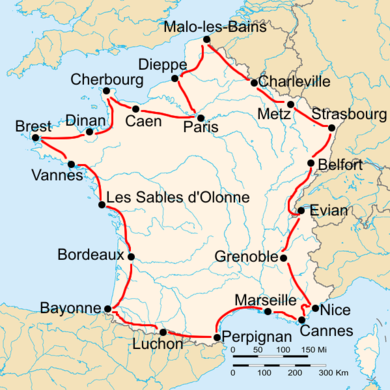 Malo-les-Bains
Dieppe
Cherbourg
Charleville
Metz
Strasbourg
Caen
Paris
Dinan
Brest
Vannes
Belfort
Les Sables d'Olonne
Evian
Bordeaux
Grenoble
Bayonne
Marseille
Nice
Cannes
Luchon
Perpignan
0 50 100 150 Mi
0 100 200 300 Km